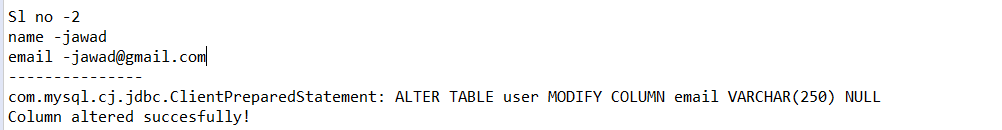 Sl no -2
name -jawad
email -jawad@gmail.com
---------------
com.mysql.cj.jdbc.ClientPreparedStatement: ALTER TABLE user MODIFY COLUMN email VARCHAR(250) NULL
Column altered succesfully!